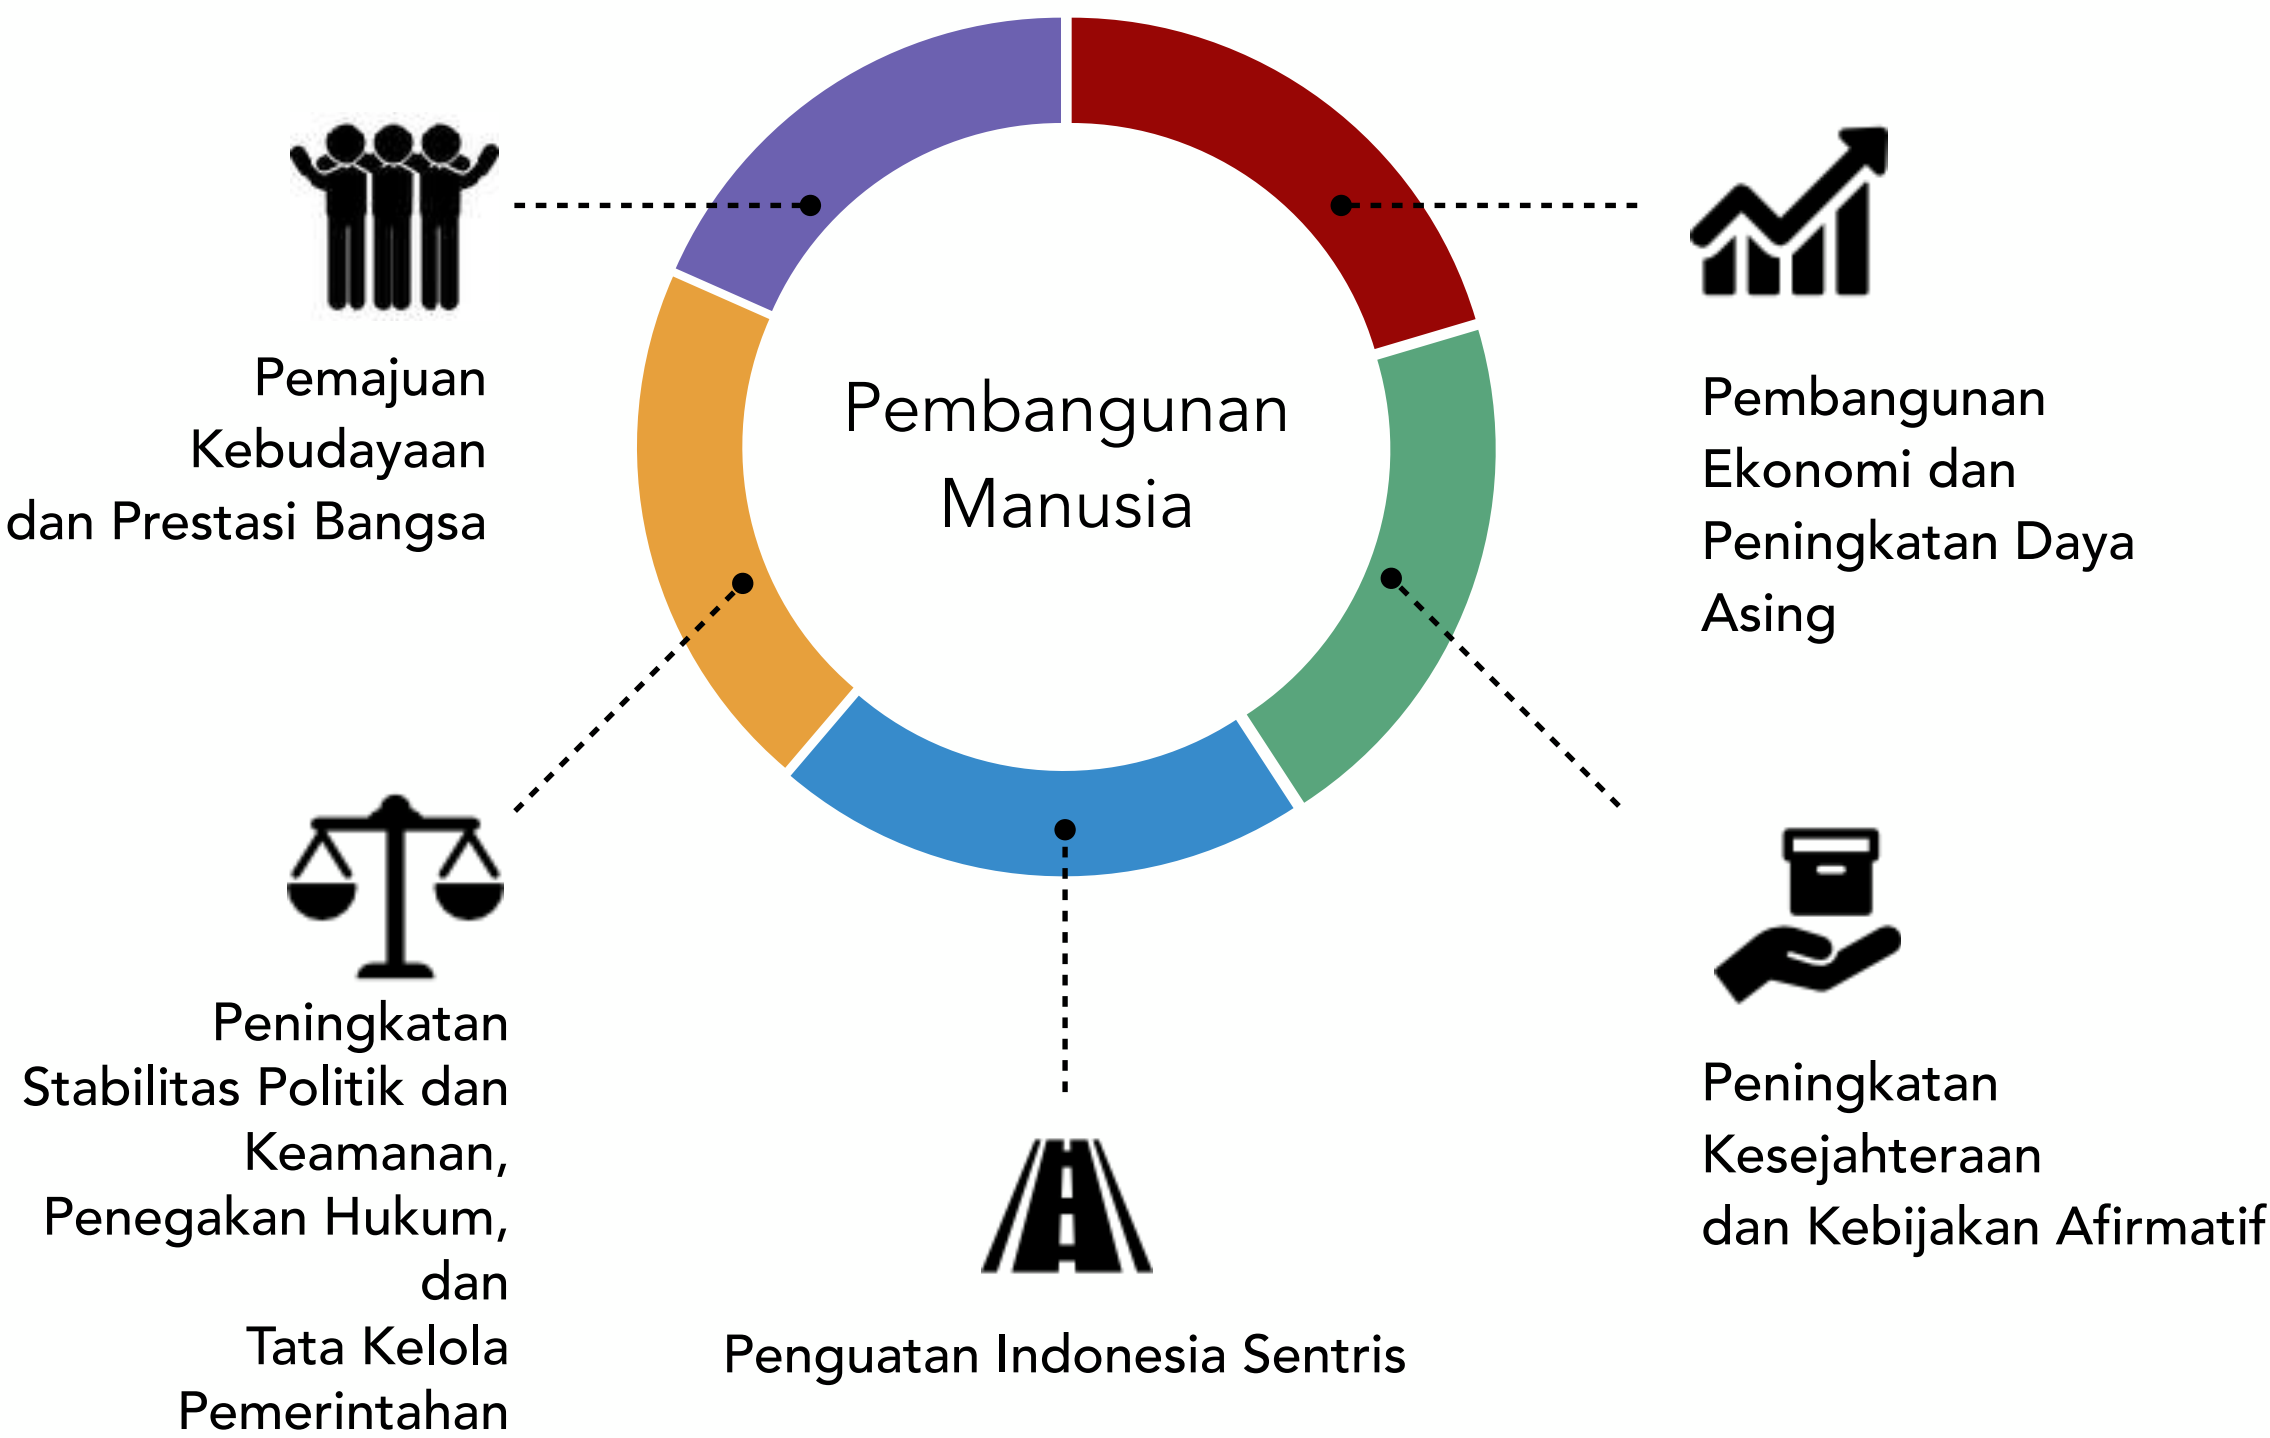 Pembangunan
Manusia
Pemajuan
Kebudayaan
dan Prestasi Bangsa
Pembangunan
Ekonomi dan
Peningkatan Daya
Asing
Peningkatan
Stabilitas Politik dan
Keamanan,
Penegakan Hukum,
dan
Tata Kelola
Pemerintahan
Penguatan Indonesia Sentris
Peningkatan
Kesejahteraan
dan Kebijakan Afirmatif